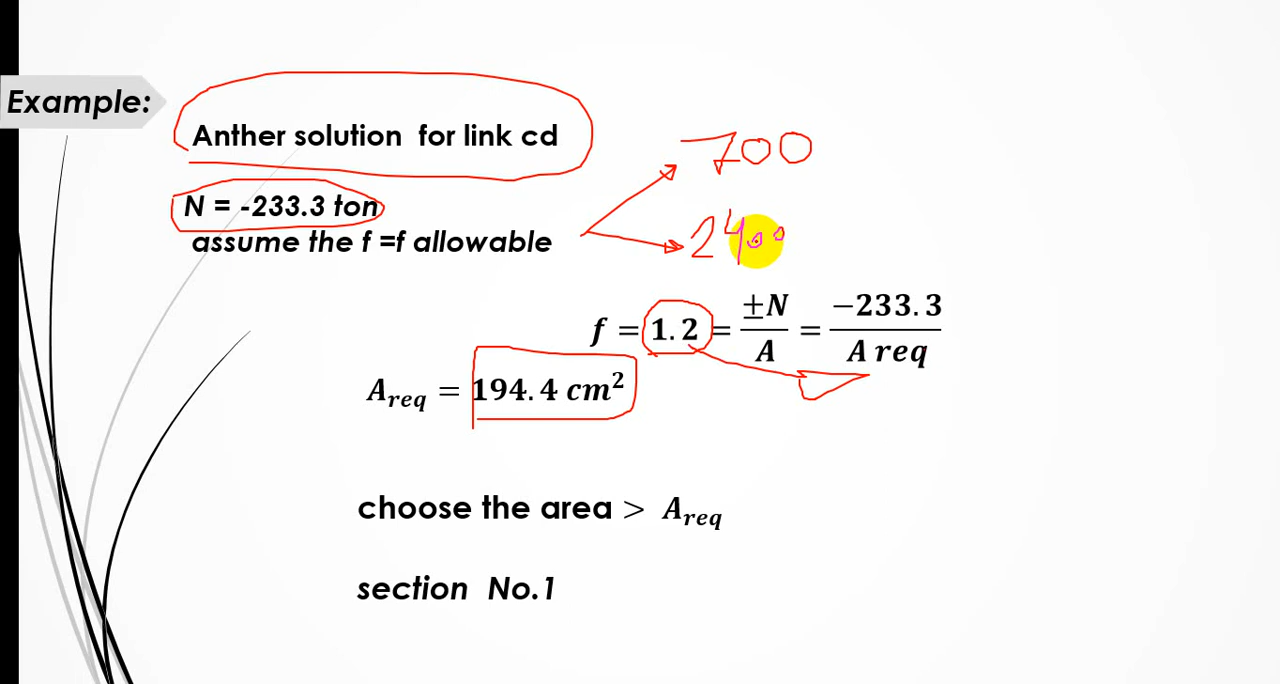 Example:
Anther solution for link cd
700
N = -233.3 ton
assume the f =f allowable
2400
f = 1.2 = ±N/A = −233.3/A req
A_req = 194.4 cm²
choose the area > A_req
section No.1